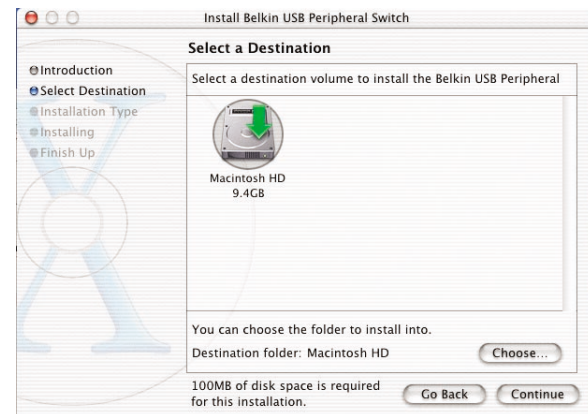 Install Belkin USB Peripheral Switch
Select a Destination
Introduction
Select Destination
Installation Type
Installing
Finish Up
Select a destination volume to install the Belkin USB Peripheral
Macintosh HD
9.4GB
You can choose the folder to install into.
Destination folder: Macintosh HD
Choose...
100MB of disk space is required
for this installation.
Go Back
Continue